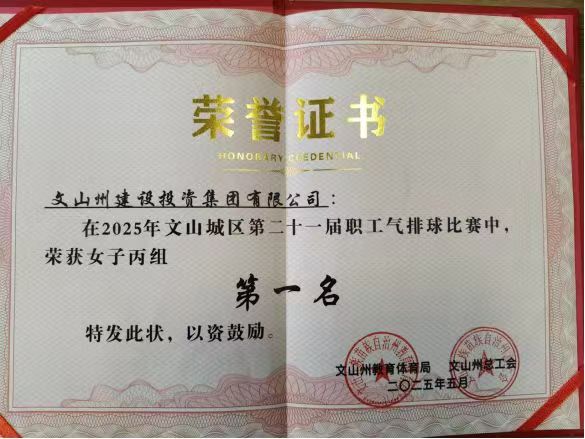 荣誉证书
HONORARY CREDENTIAL
文山州建设投资集团有限公司：
在2025年文山城区第二十一届职工气排球比赛中，
荣获女子丙组
第一名
特发此状，以资鼓励。
文山州教育体育局 文山州总工会
二〇二五年五月